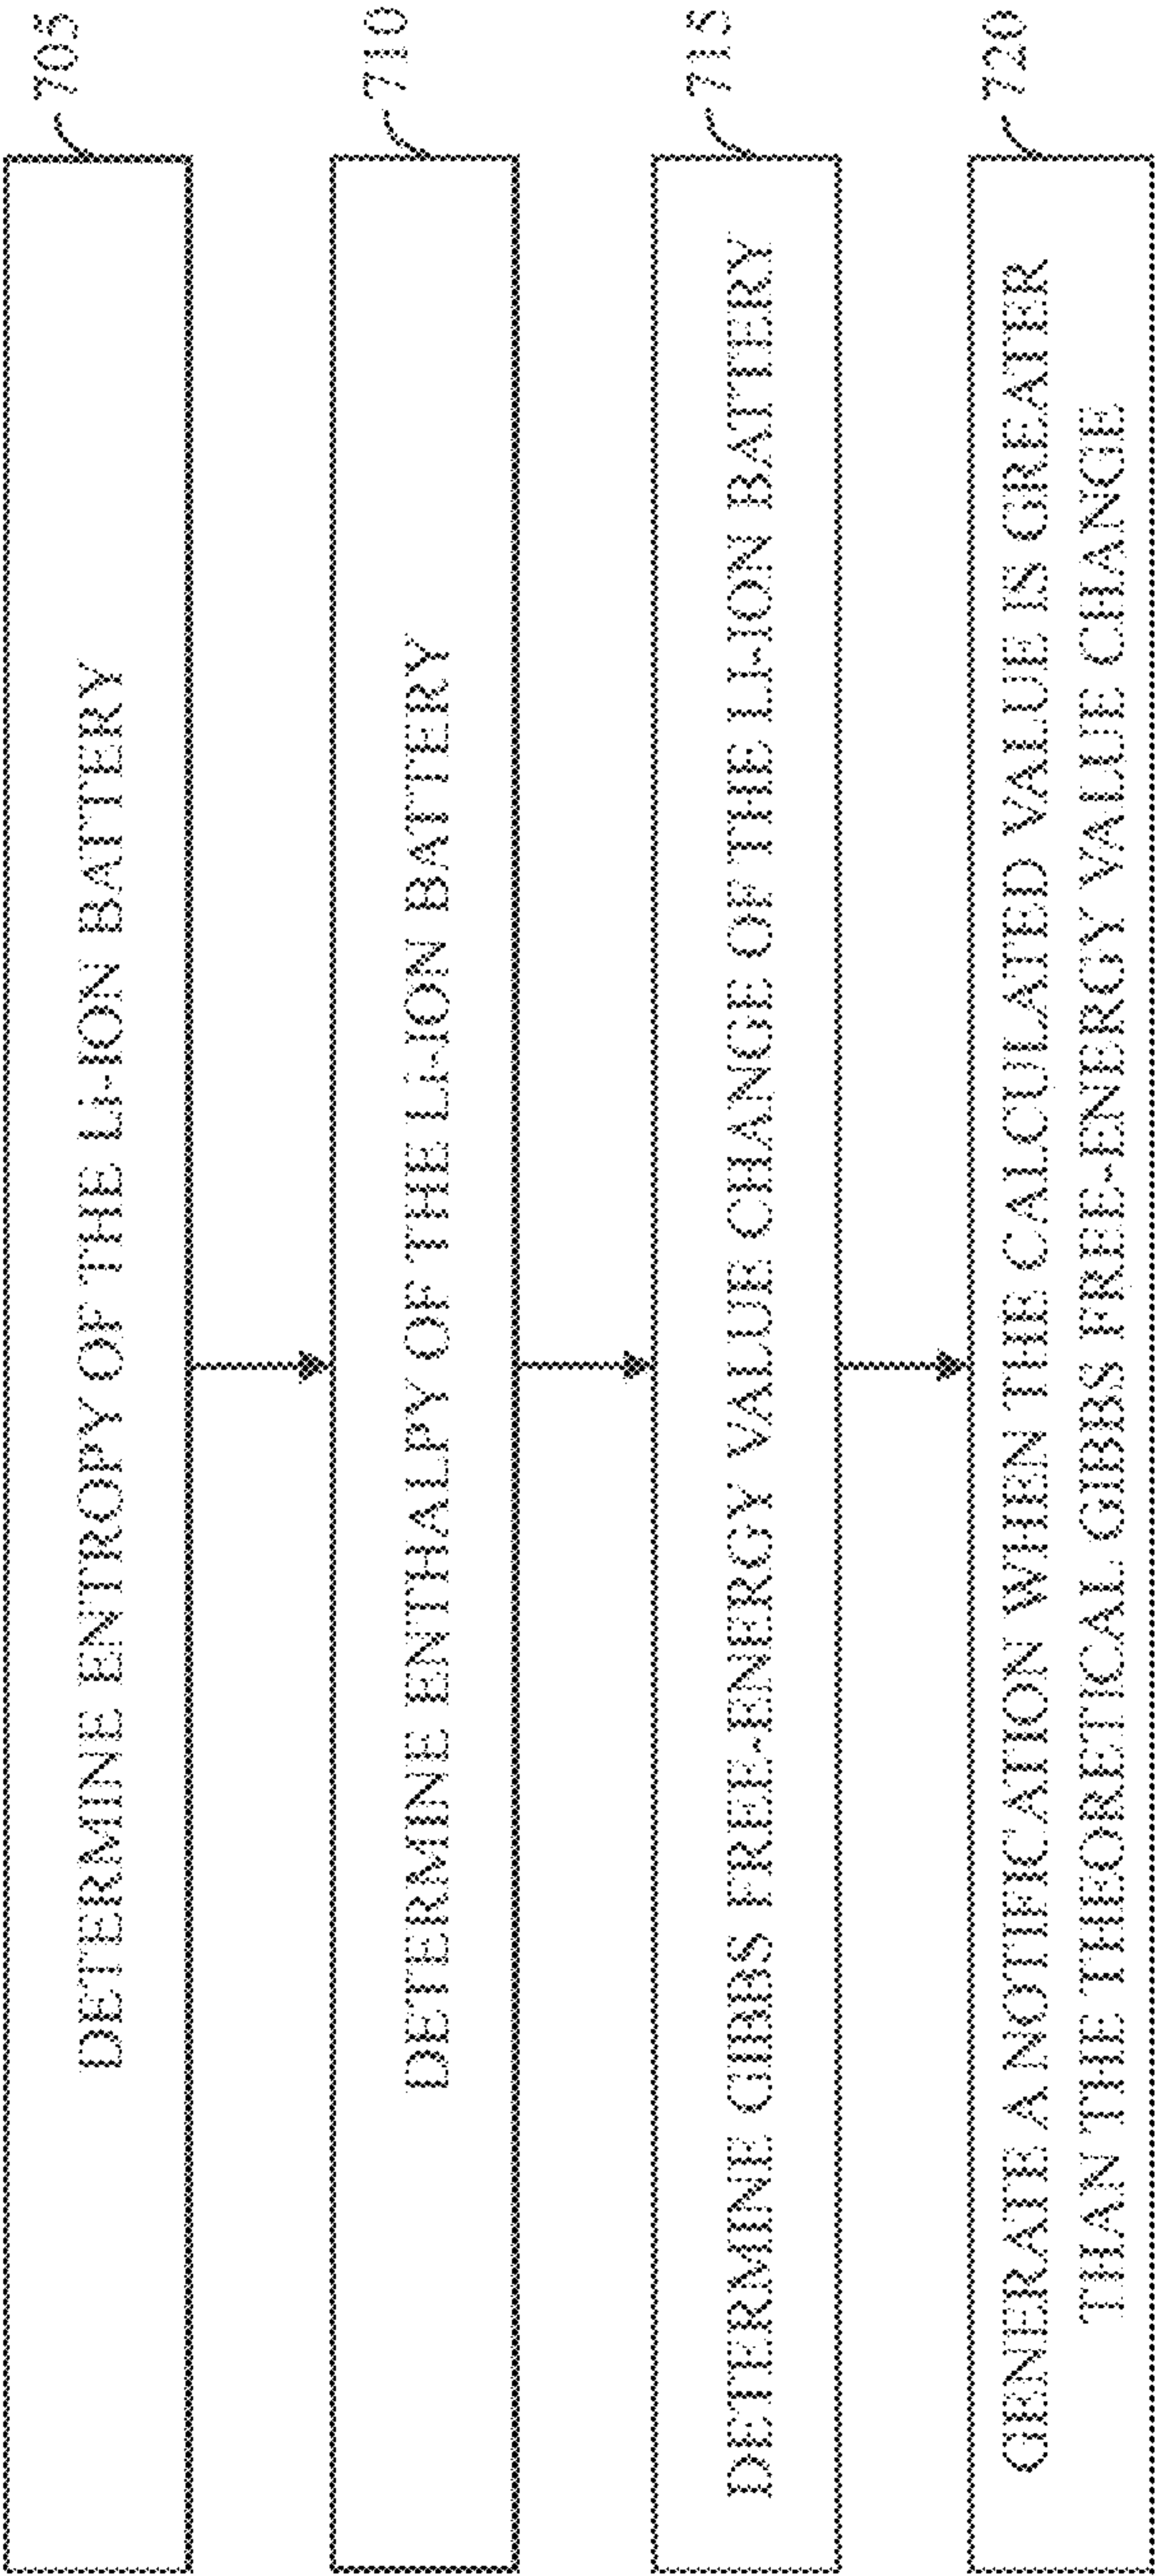 705
DETERMINE ENTROPY OF THE LI-ION BATTERY
710
DETERMINE ENTHALPY OF THE LI-ION BATTERY
715
DETERMINE GIBBS FREE-ENERGY VALUE CHANGE OF THE LI-ION BATTERY
720
GENERATE A NOTIFICATION WHEN THE CALCULATED VALUE IS GREATER
THAN THE THEORETICAL GIBBS FREE-ENERGY VALUE CHANGE